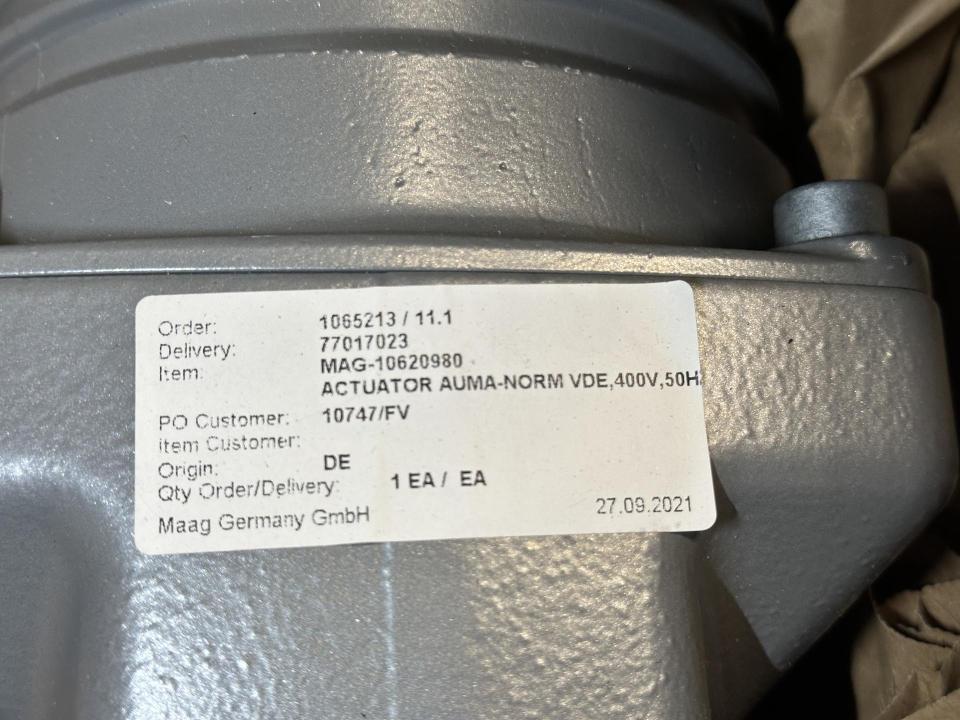 Order: 1065213 / 11.1
Delivery: 77017023
Item: MAG-10620980
ACTUATOR AUMA-NORM VDE,400V,50H
PO Customer: 10747/FV
Item Customer:
Origin: DE
Qty Order/Delivery: 1 EA / EA
Maag Germany GmbH 27.09.2021